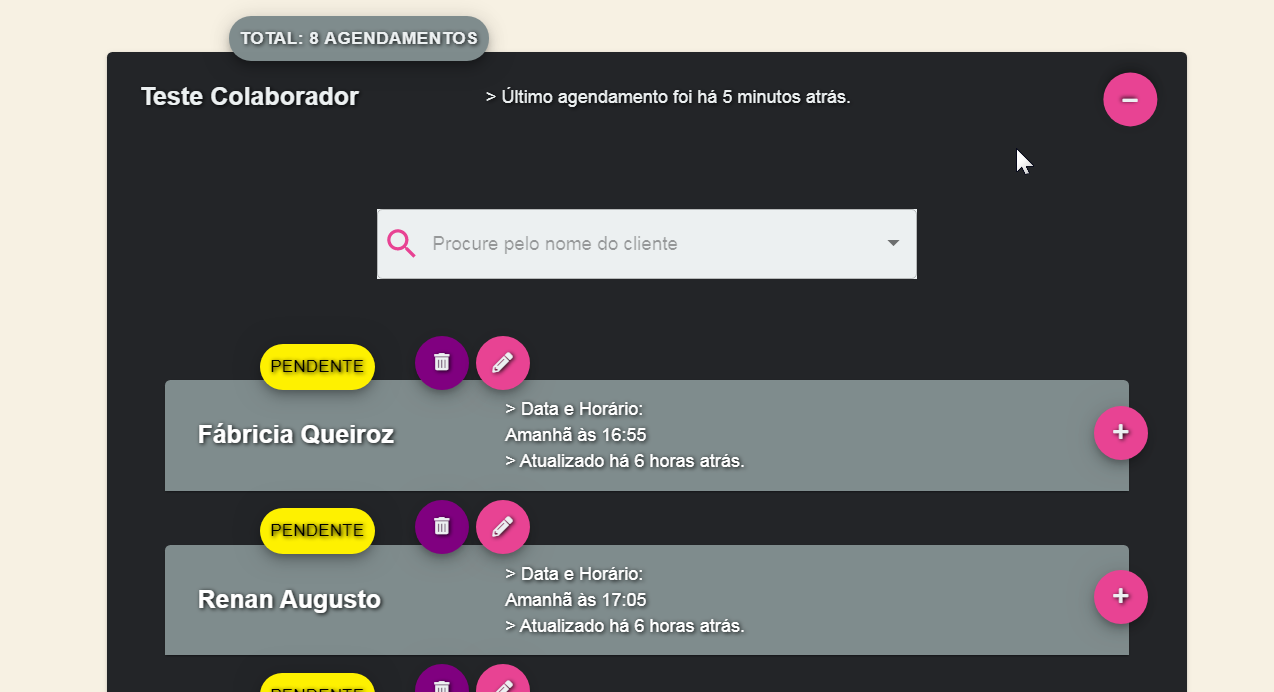 TOTAL: 8 AGENDAMENTOS
Teste Colaborador
> Último agendamento foi há 5 minutos atrás.
Procure pelo nome do cliente
PENDENTE
Fábricia Queiroz
> Data e Horário:
Amanhã às 16:55
> Atualizado há 6 horas atrás.
PENDENTE
Renan Augusto
> Data e Horário:
Amanhã às 17:05
> Atualizado há 6 horas atrás.
PENDENTE